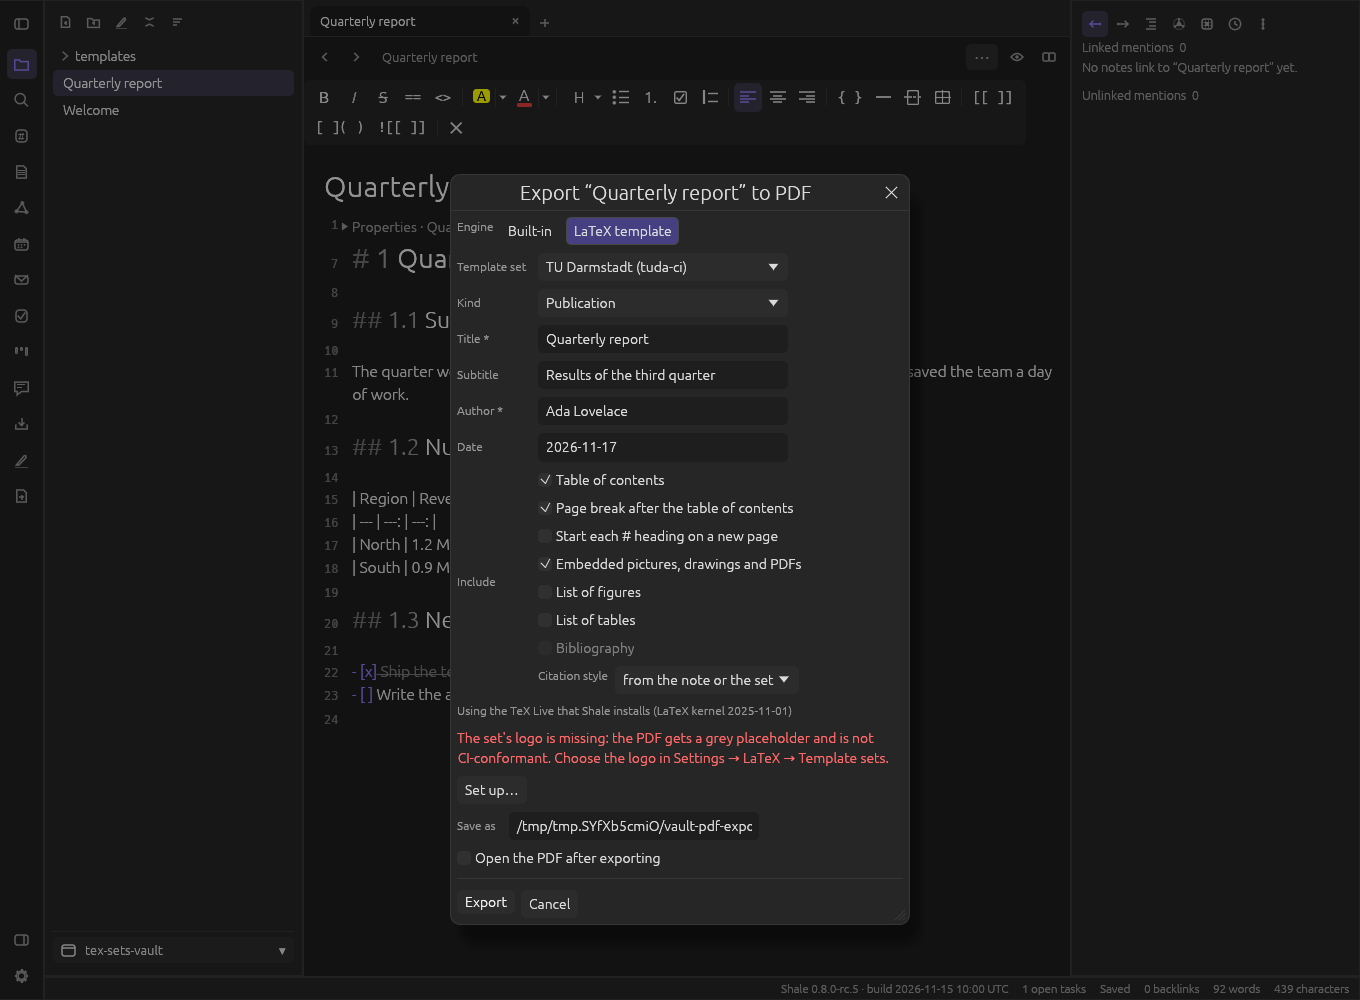 Quarterly report ×
+
templates
Quarterly report
Welcome
Quarterly report
...
B I S == <> A A H 1. { } [[ ]]
[ ]( ) ![[ ]]
Linked mentions 0
No notes link to “Quarterly report” yet.
Unlinked mentions 0
Quarterly
1 Properties · Qua
7 # 1 Qua
8
9 ## 1.1 Su
10
11 The quarter w saved the team a day
of work.
12
13 ## 1.2 Nu
14
15 | Region | Reve
16 | --- | ---: | ---: |
17 | North | 1.2 M
18 | South | 0.9 M
19
20 ## 1.3 Ne
21
22 - [x] Ship the te
23 - [ ] Write the a
24
Export “Quarterly report” to PDF
Engine Built-in LaTeX template
Template set TU Darmstadt (tuda-ci)
Kind Publication
Title * Quarterly report
Subtitle Results of the third quarter
Author * Ada Lovelace
Date 2026-11-17
Table of contents
Page break after the table of contents
Start each # heading on a new page
Embedded pictures, drawings and PDFs
Include
List of figures
List of tables
Bibliography
Citation style from the note or the set
Using the TeX Live that Shale installs (LaTeX kernel 2025-11-01)
The set's logo is missing: the PDF gets a grey placeholder and is not
CI-conformant. Choose the logo in Settings → LaTeX → Template sets.
Set up...
Save as /tmp/tmp.SYfXb5cmiO/vault-pdf-expc
Open the PDF after exporting
Export Cancel
tex-sets-vault
Shale 0.8.0-rc.5 · build 2026-11-15 10:00 UTC 1 open tasks Saved 0 backlinks 92 words 439 characters